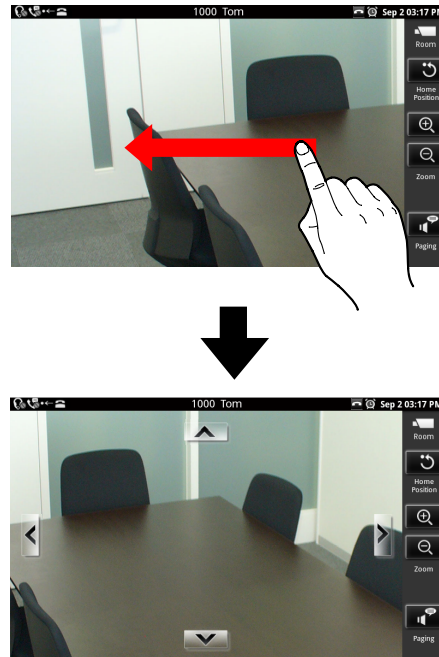 1000 Tom
Sep 2 03:17 PM
Room
Home
Position
Zoom
Paging
1000 Tom
Sep 2 03:17 PM
Room
Home
Position
Zoom
Paging